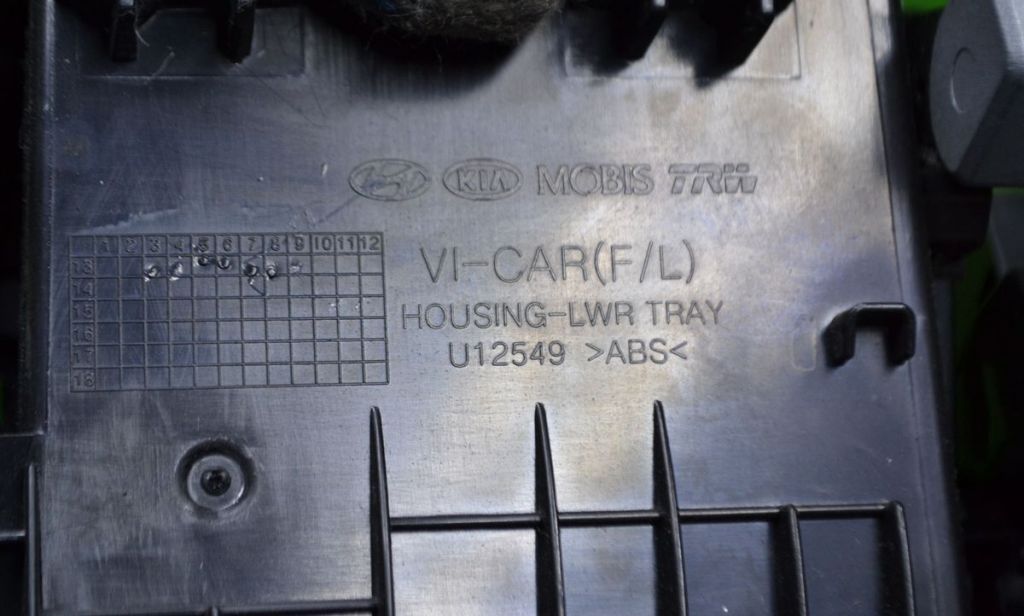 KIA MOBIS TRW
1 2 3 4 5 6 7 8 9 10 11 12
13
14
15
16
17
18
VI-CAR(F/L)
HOUSING-LWR TRAY
U12549 >ABS<